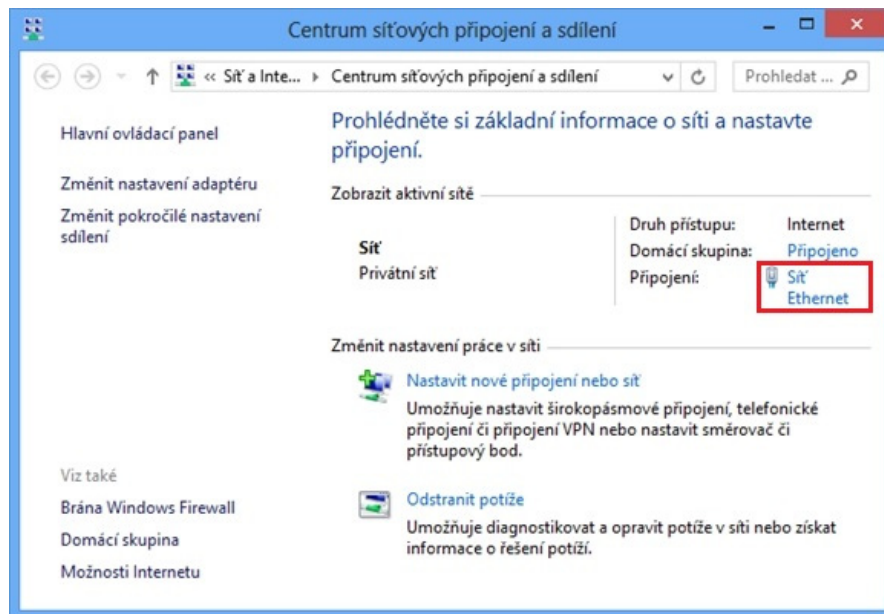 Centrum síťových připojení a sdílení
« Síť a Inte... ▸ Centrum síťových připojení a sdílení
Prohledat ...
Hlavní ovládací panel
Změnit nastavení adaptéru
Změnit pokročilé nastavení
sdílení
Prohlédněte si základní informace o síti a nastavte
připojení.
Zobrazit aktivní sítě
Síť
Privátní síť
Druh přístupu: Internet
Domácí skupina: Připojeno
Připojení: Síť
Ethernet
Změnit nastavení práce v síti
Nastavit nové připojení nebo síť
Umožňuje nastavit širokopásmové připojení, telefonické
připojení či připojení VPN nebo nastavit směrovač či
přístupový bod.
Odstranit potíže
Umožňuje diagnostikovat a opravit potíže v síti nebo získat
informace o řešení potíží.
Viz také
Brána Windows Firewall
Domácí skupina
Možnosti Internetu